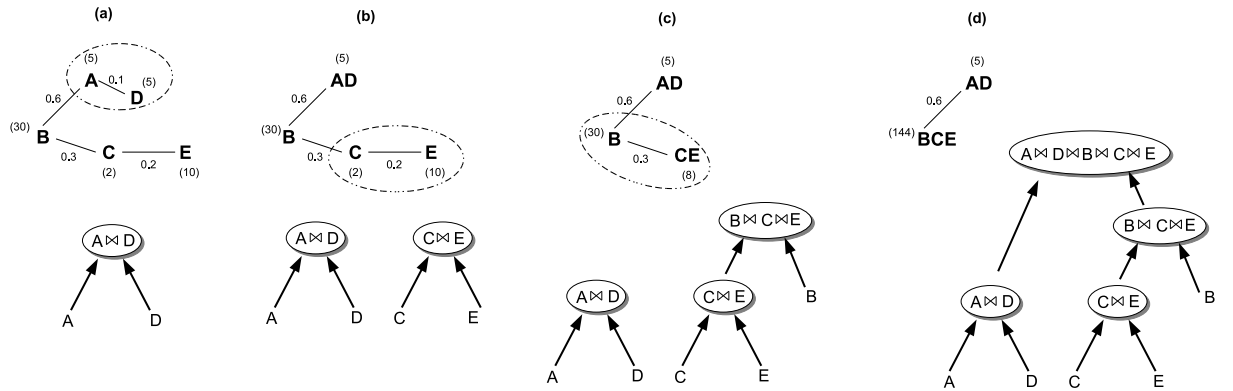 (a)
(5)
A 0.1 (5)
D
0.6
(30) B
0.3 C 0.2 E
(2) (10)
A ⋈ D
A D
(b)
(5)
AD
0.6
(30) B
0.3 C 0.2 E
(2) (10)
A ⋈ D C ⋈ E
A D C E
(c)
(5)
AD
0.6
(30) B
0.3 CE
(8)
B ⋈ C ⋈ E
A ⋈ D C ⋈ E B
A D C E
(d)
(5)
AD
0.6
(144) BCE
A ⋈ D ⋈ B ⋈ C ⋈ E
B ⋈ C ⋈ E
A ⋈ D C ⋈ E B
A D C E